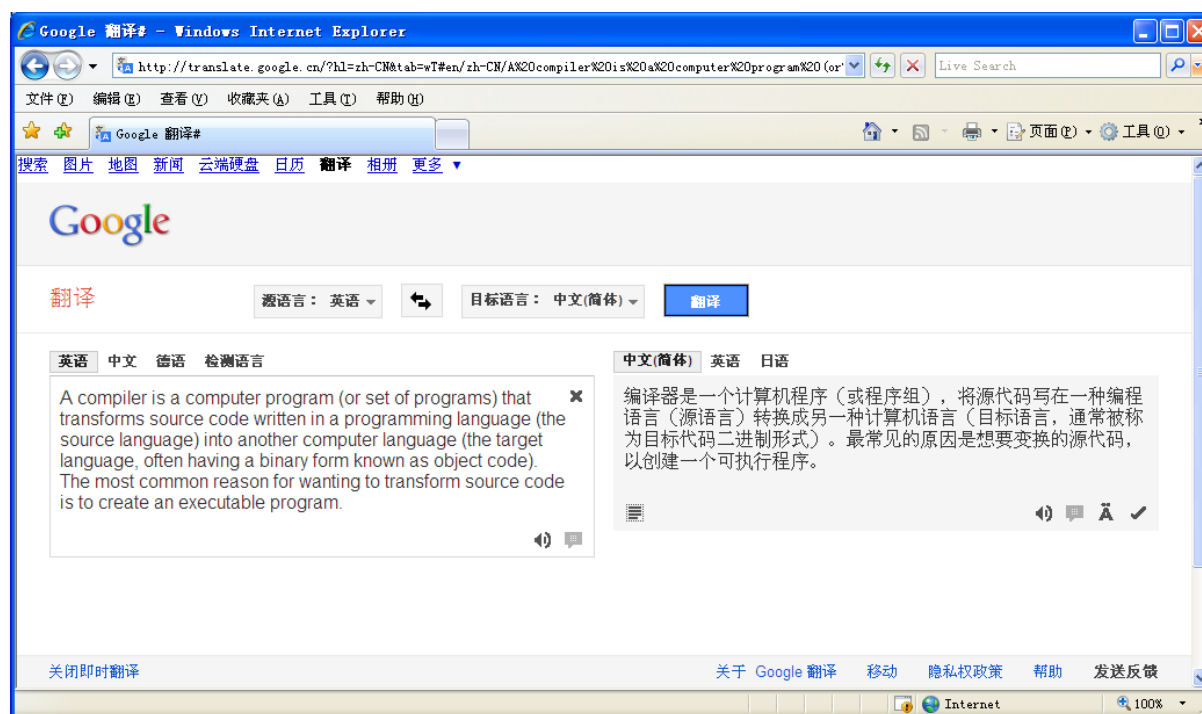 Google 翻译# - Windows Internet Explorer
http://translate.google.cn/?hl=zh-CN&tab=wT#en/zh-CN/A%20compiler%20is%20a%20computer%20program%20(or' Live Search
文件(F) 编辑(E) 查看(V) 收藏夹(A) 工具(T) 帮助(H)
Google 翻译# 页面(P) 工具(O)
搜索 图片 地图 新闻 云端硬盘 日历 翻译 相册 更多 ▼
Google
翻译 源语言： 英语 目标语言： 中文(简体) 翻译
英语 中文 德语 检测语言
A compiler is a computer program (or set of programs) that
transforms source code written in a programming language (the
source language) into another computer language (the target
language, often having a binary form known as object code).
The most common reason for wanting to transform source code
is to create an executable program.
中文(简体) 英语 日语
编译器是一个计算机程序（或程序组），将源代码写在一种编程
语言（源语言）转换成另一种计算机语言（目标语言，通常被称
为目标代码二进制形式）。最常见的原因是想要变换的源代码，
以创建一个可执行程序。
Ä
关闭即时翻译 关于 Google 翻译 移动 隐私权政策 帮助 发送反馈
Internet 100%